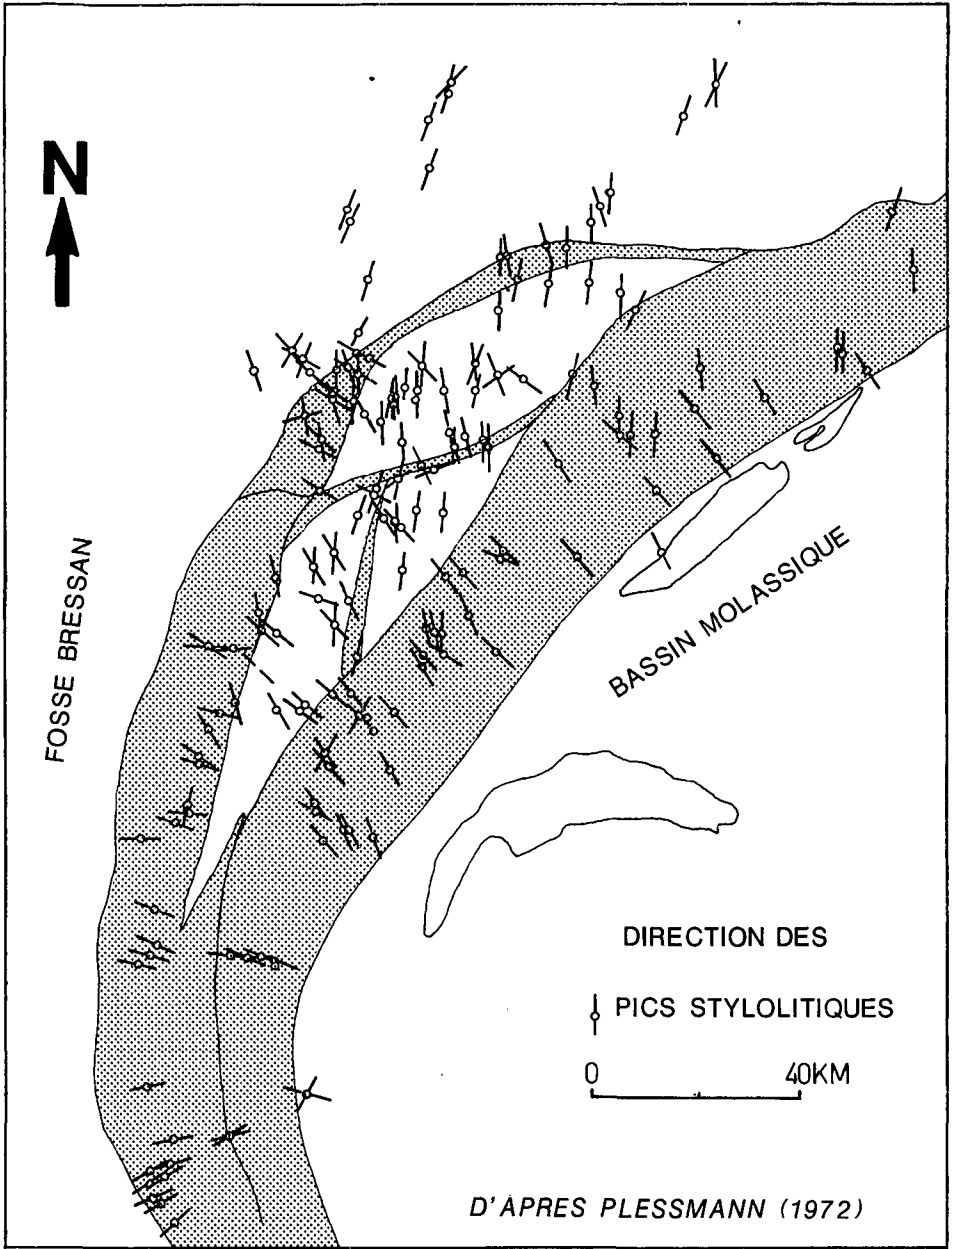 N
FOSSE BRESSAN
BASSIN MOLASSIQUE
DIRECTION DES
PICS STYLOLITIQUES
0 40KM
D'APRES PLESSMANN (1972)